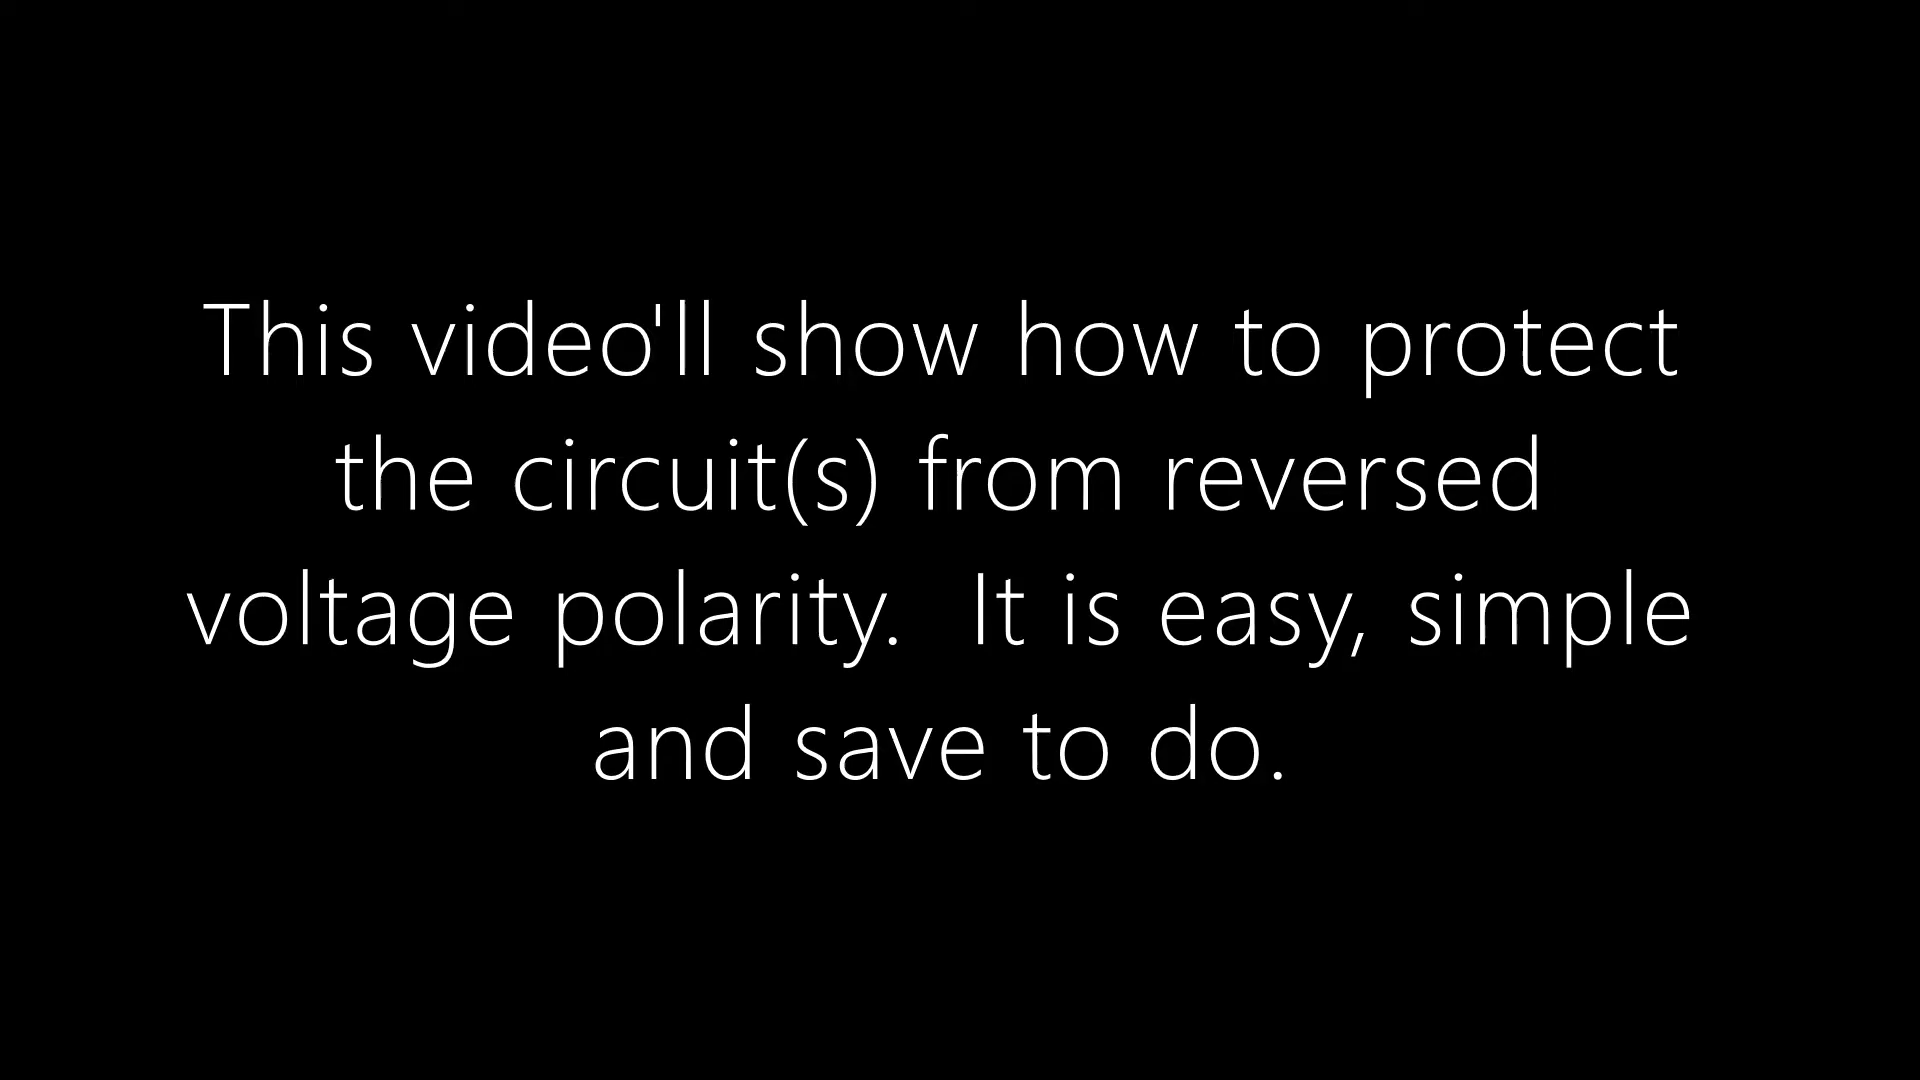 This video'll show how to protect
the circuit(s) from reversed
voltage polarity.  It is easy, simple
and save to do.